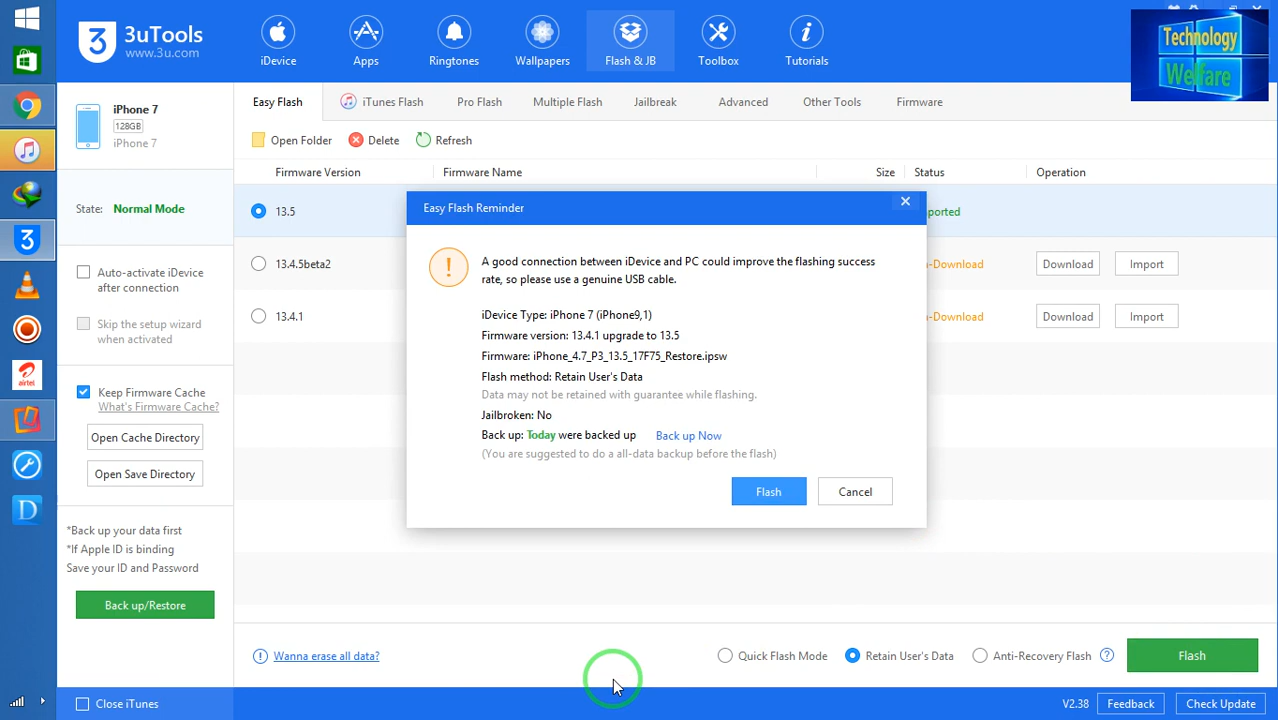 3 3uTools
www.3u.com
iDevice
Apps
Ringtones
Wallpapers
Flash & JB
Toolbox
Tutorials
Technology
Welfare
iPhone 7
128GB
iPhone 7
Easy Flash
iTunes Flash
Pro Flash
Multiple Flash
Jailbreak
Advanced
Other Tools
Firmware
Open Folder
Delete
Refresh
Firmware Version
Firmware Name
Size
Status
Operation
State: Normal Mode
13.5
ported
13.4.5beta2
-Download
Download
Import
13.4.1
-Download
Download
Import
Auto-activate iDevice
after connection
Skip the setup wizard
when activated
Keep Firmware Cache
What's Firmware Cache?
Open Cache Directory
Open Save Directory
Easy Flash Reminder
A good connection between iDevice and PC could improve the flashing success
rate, so please use a genuine USB cable.
iDevice Type: iPhone 7 (iPhone9,1)
Firmware version: 13.4.1 upgrade to 13.5
Firmware: iPhone_4.7_P3_13.5_17F75_Restore.ipsw
Flash method: Retain User's Data
Data may not be retained with guarantee while flashing.
Jailbroken: No
Back up: Today were backed up Back up Now
(You are suggested to do a all-data backup before the flash)
Flash
Cancel
*Back up your data first
*If Apple ID is binding
Save your ID and Password
Back up/Restore
Wanna erase all data?
Quick Flash Mode
Retain User's Data
Anti-Recovery Flash
Flash
Close iTunes
V2.38
Feedback
Check Update
airtel